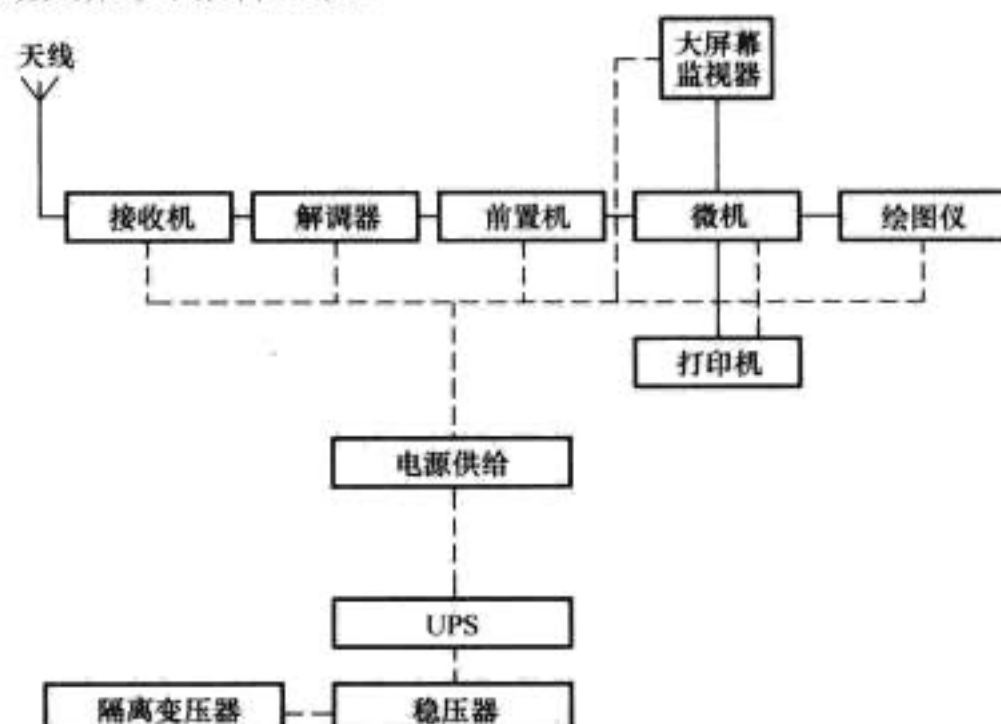 天线
大屏幕
监视器
接收机
解调器
前置机
微机
绘图仪
打印机
电源供给
UPS
隔离变压器
稳压器